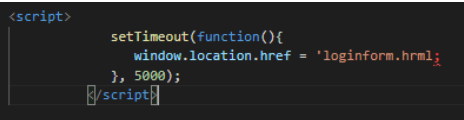 <script>
setTimeout(function(){
window.location.href = 'loginform.hrml;
}, 5000);
</script>